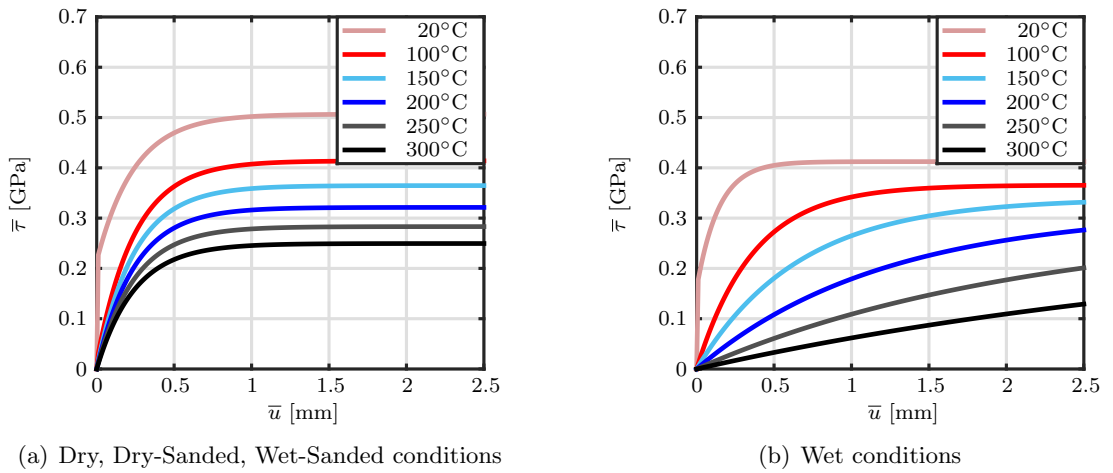 0.7
0.6
0.5
0.4
0.3
0.2
0.1
0
τ̅ [GPa]
20°C
100°C
150°C
200°C
250°C
300°C
0 0.5 1 1.5 2 2.5
u̅ [mm]
(a) Dry, Dry-Sanded, Wet-Sanded conditions
0.7
0.6
0.5
0.4
0.3
0.2
0.1
0
τ̅ [GPa]
20°C
100°C
150°C
200°C
250°C
300°C
0 0.5 1 1.5 2 2.5
u̅ [mm]
(b) Wet conditions